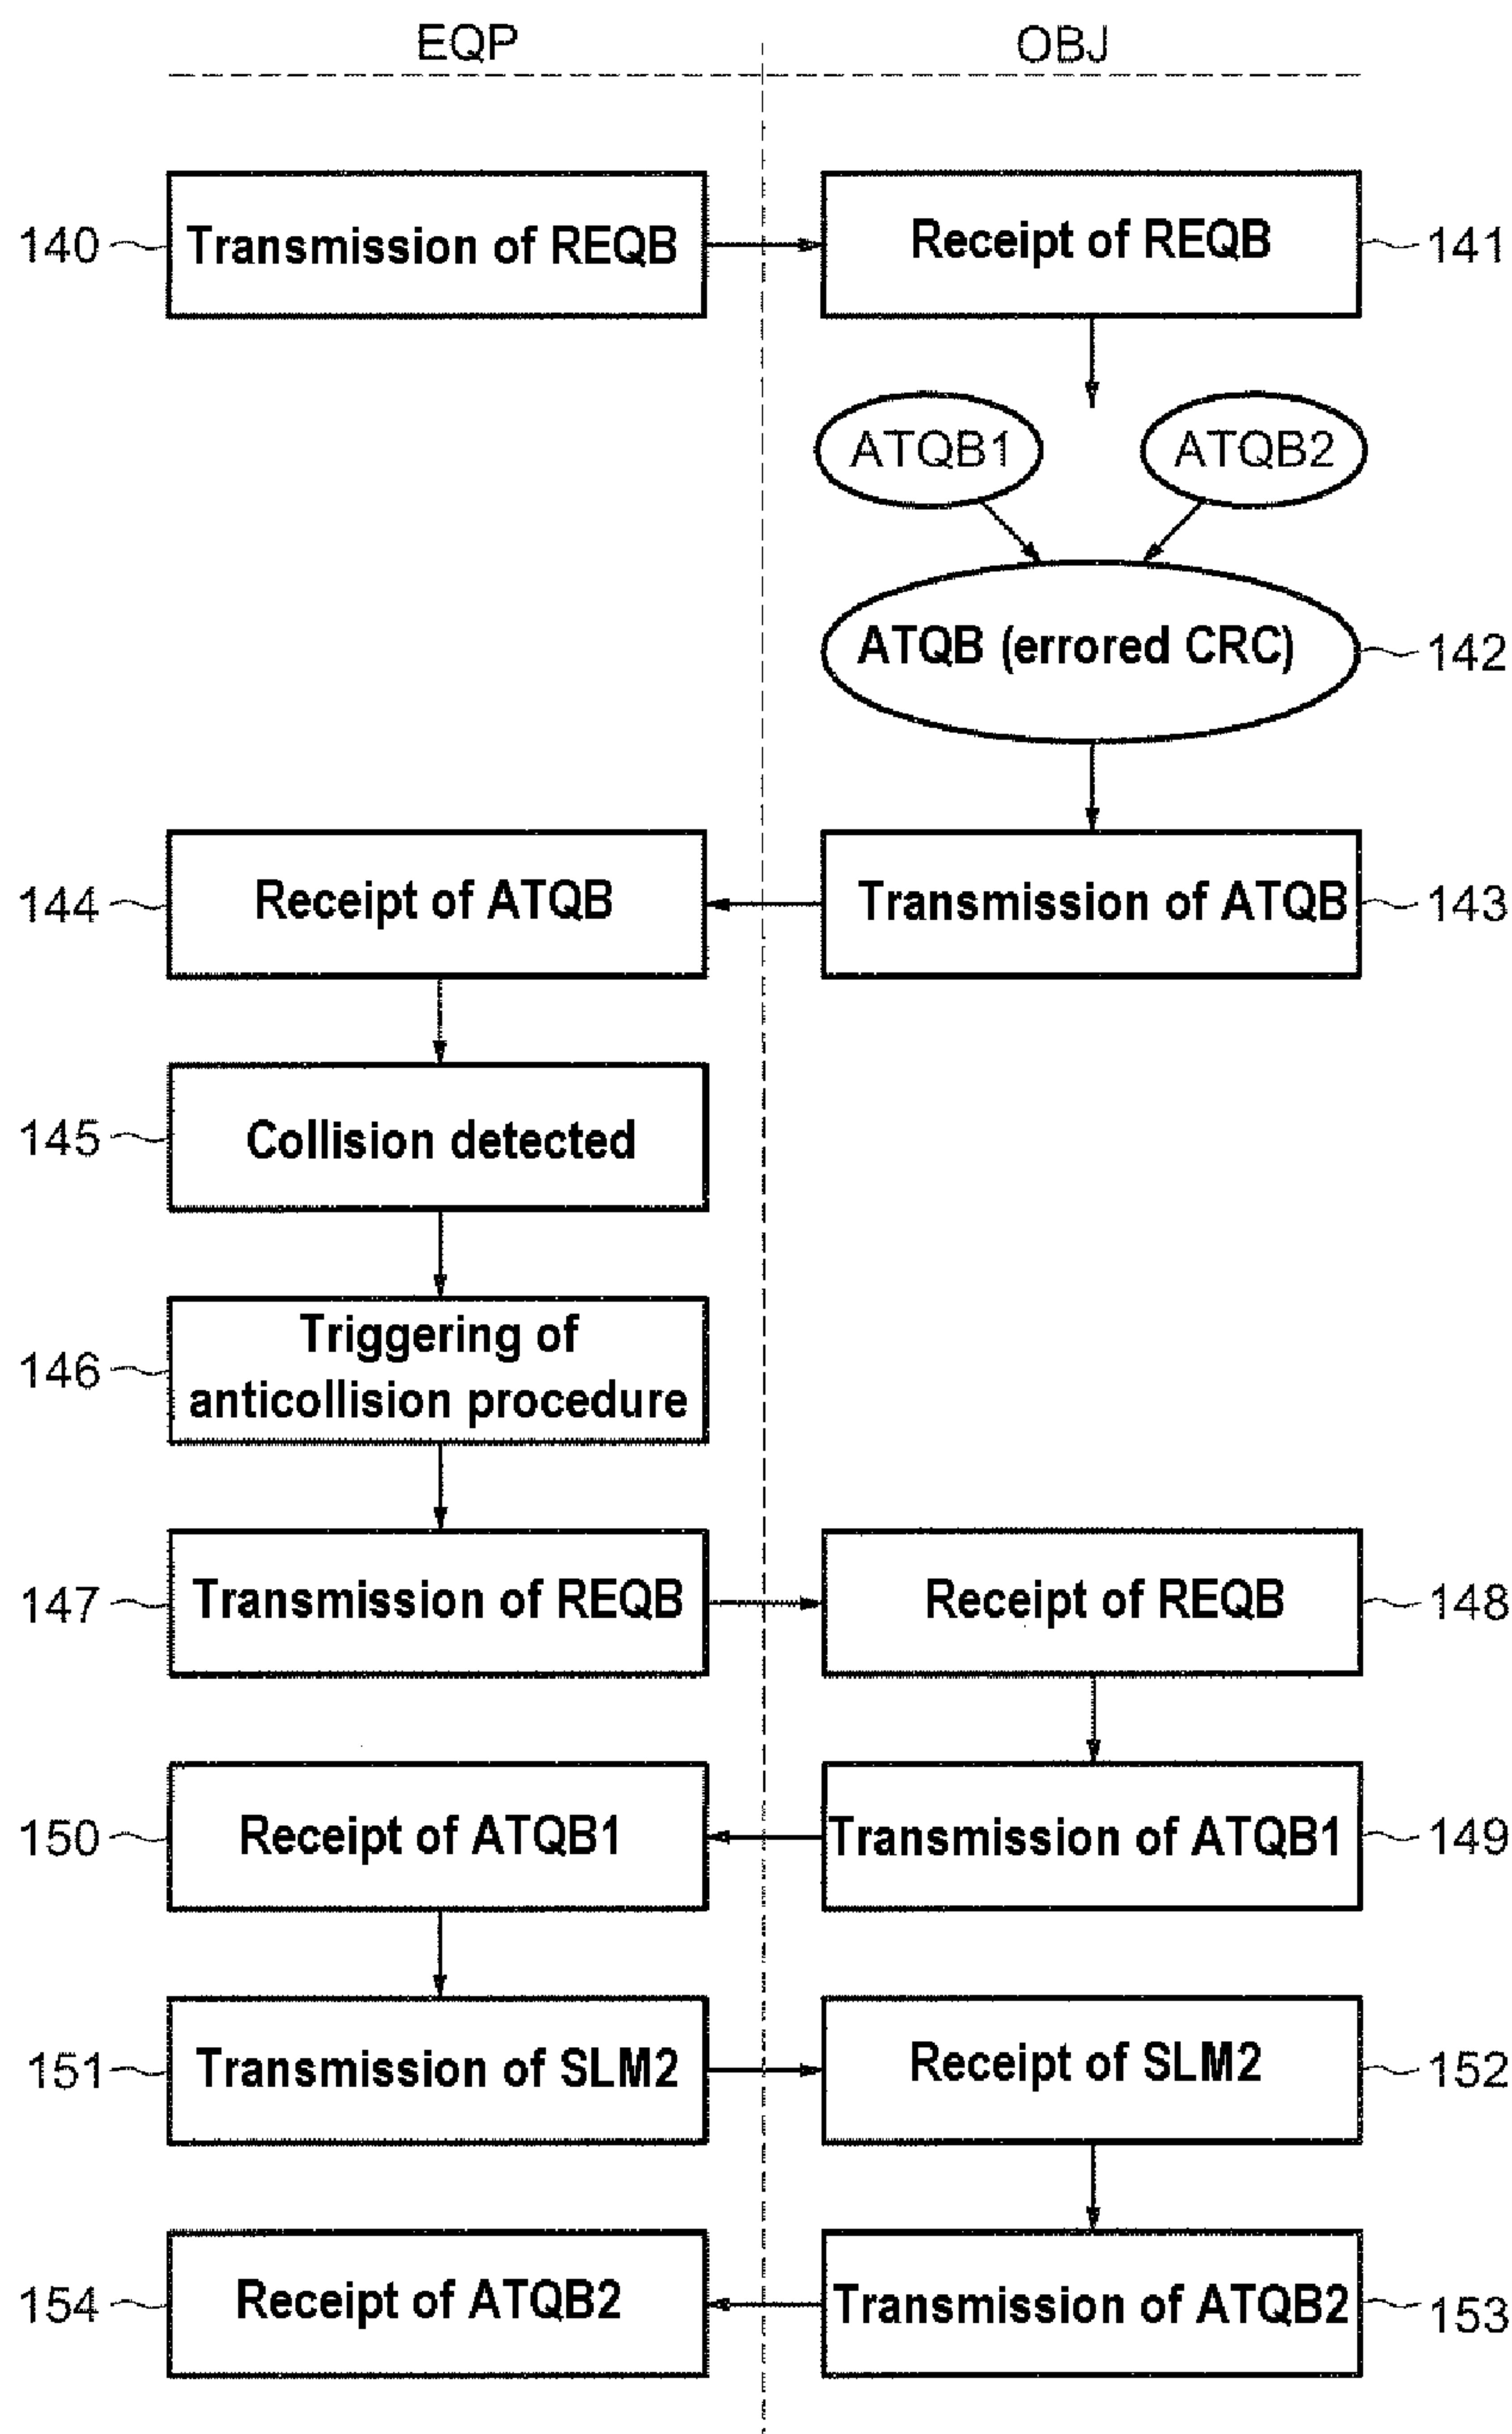 EQP
OBJ
140
Transmission of REQB
Receipt of REQB
141
ATQB1
ATQB2
ATQB (errored CRC)
142
144
Receipt of ATQB
Transmission of ATQB
143
145
Collision detected
146
Triggering of
anticollision procedure
147
Transmission of REQB
Receipt of REQB
148
150
Receipt of ATQB1
Transmission of ATQB1
149
151
Transmission of SLM2
Receipt of SLM2
152
154
Receipt of ATQB2
Transmission of ATQB2
153